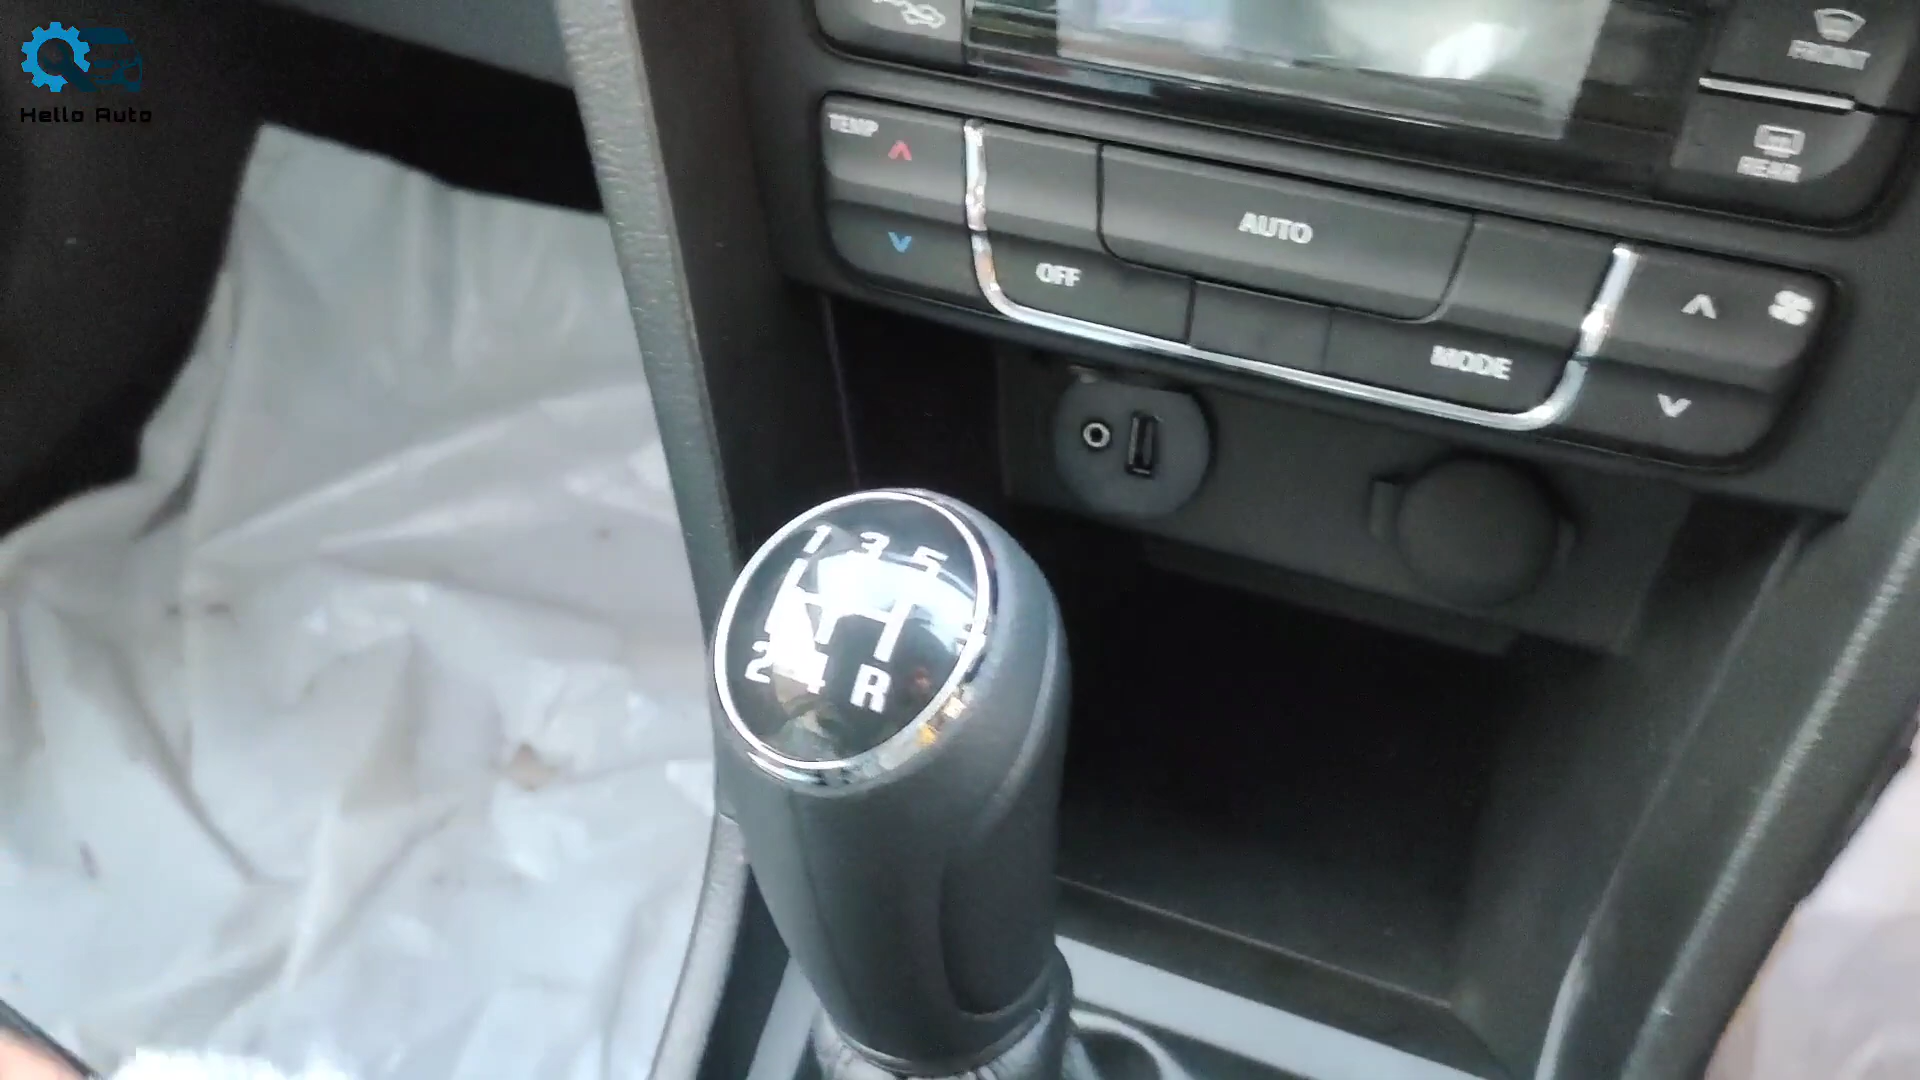 Hello Auto
FRONT
REAR
TEMP
AUTO
OFF
MODE
1 3 5
2 4 R